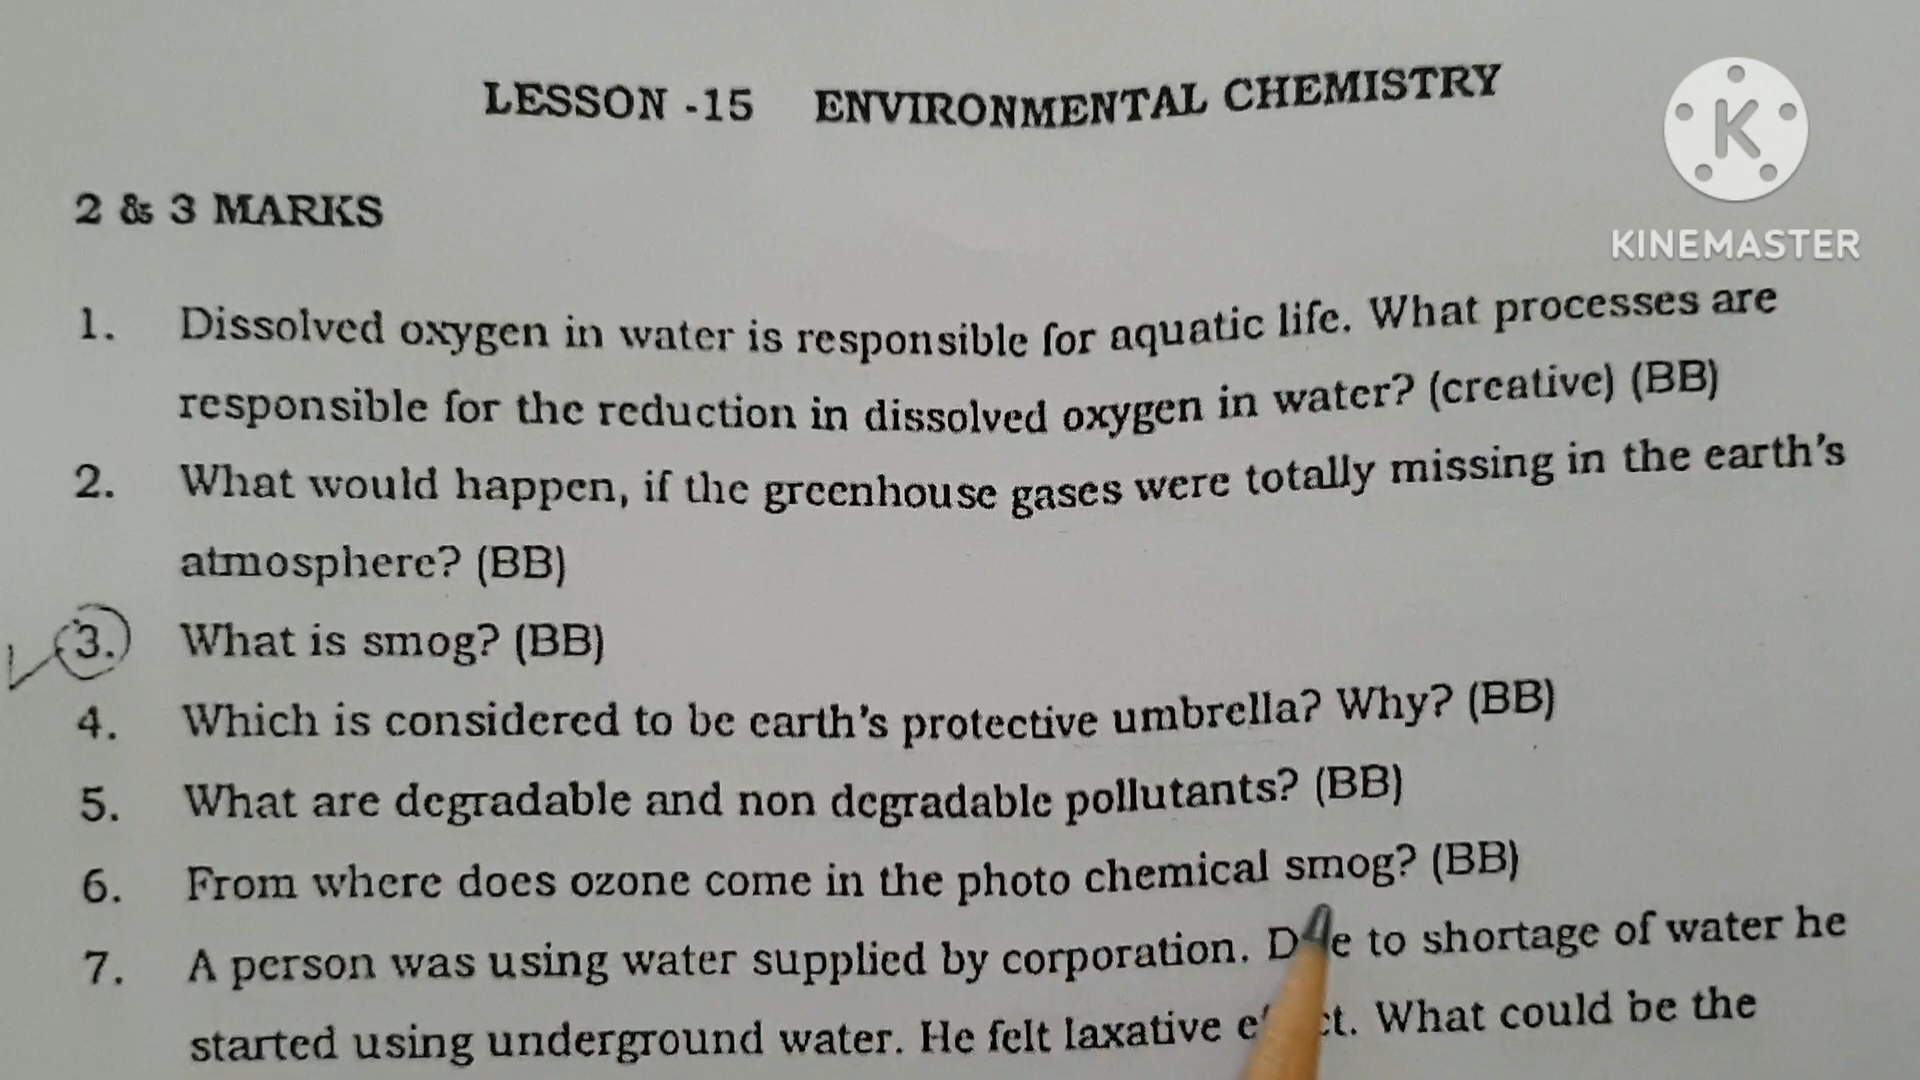 LESSON -15 ENVIRONMENTAL CHEMISTRY
K
KINEMASTER
2 & 3 MARKS
1. Dissolved oxygen in water is responsible for aquatic life. What processes are
responsible for the reduction in dissolved oxygen in water? (creative) (BB)
2. What would happen, if the greenhouse gases were totally missing in the earth's
atmosphere? (BB)
3. What is smog? (BB)
4. Which is considered to be earth's protective umbrella? Why? (BB)
5. What are degradable and non degradable pollutants? (BB)
6. From where does ozone come in the photo chemical smog? (BB)
7. A person was using water supplied by corporation. Due to shortage of water he
started using underground water. He felt laxative . What could be the